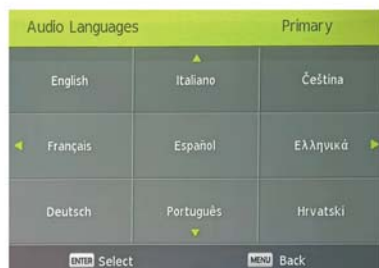 Audio Languages Primary
English Italiano Čeština
Français Español Ελληνικά
Deutsch Português Hrvatski
ENTER Select MENU Back